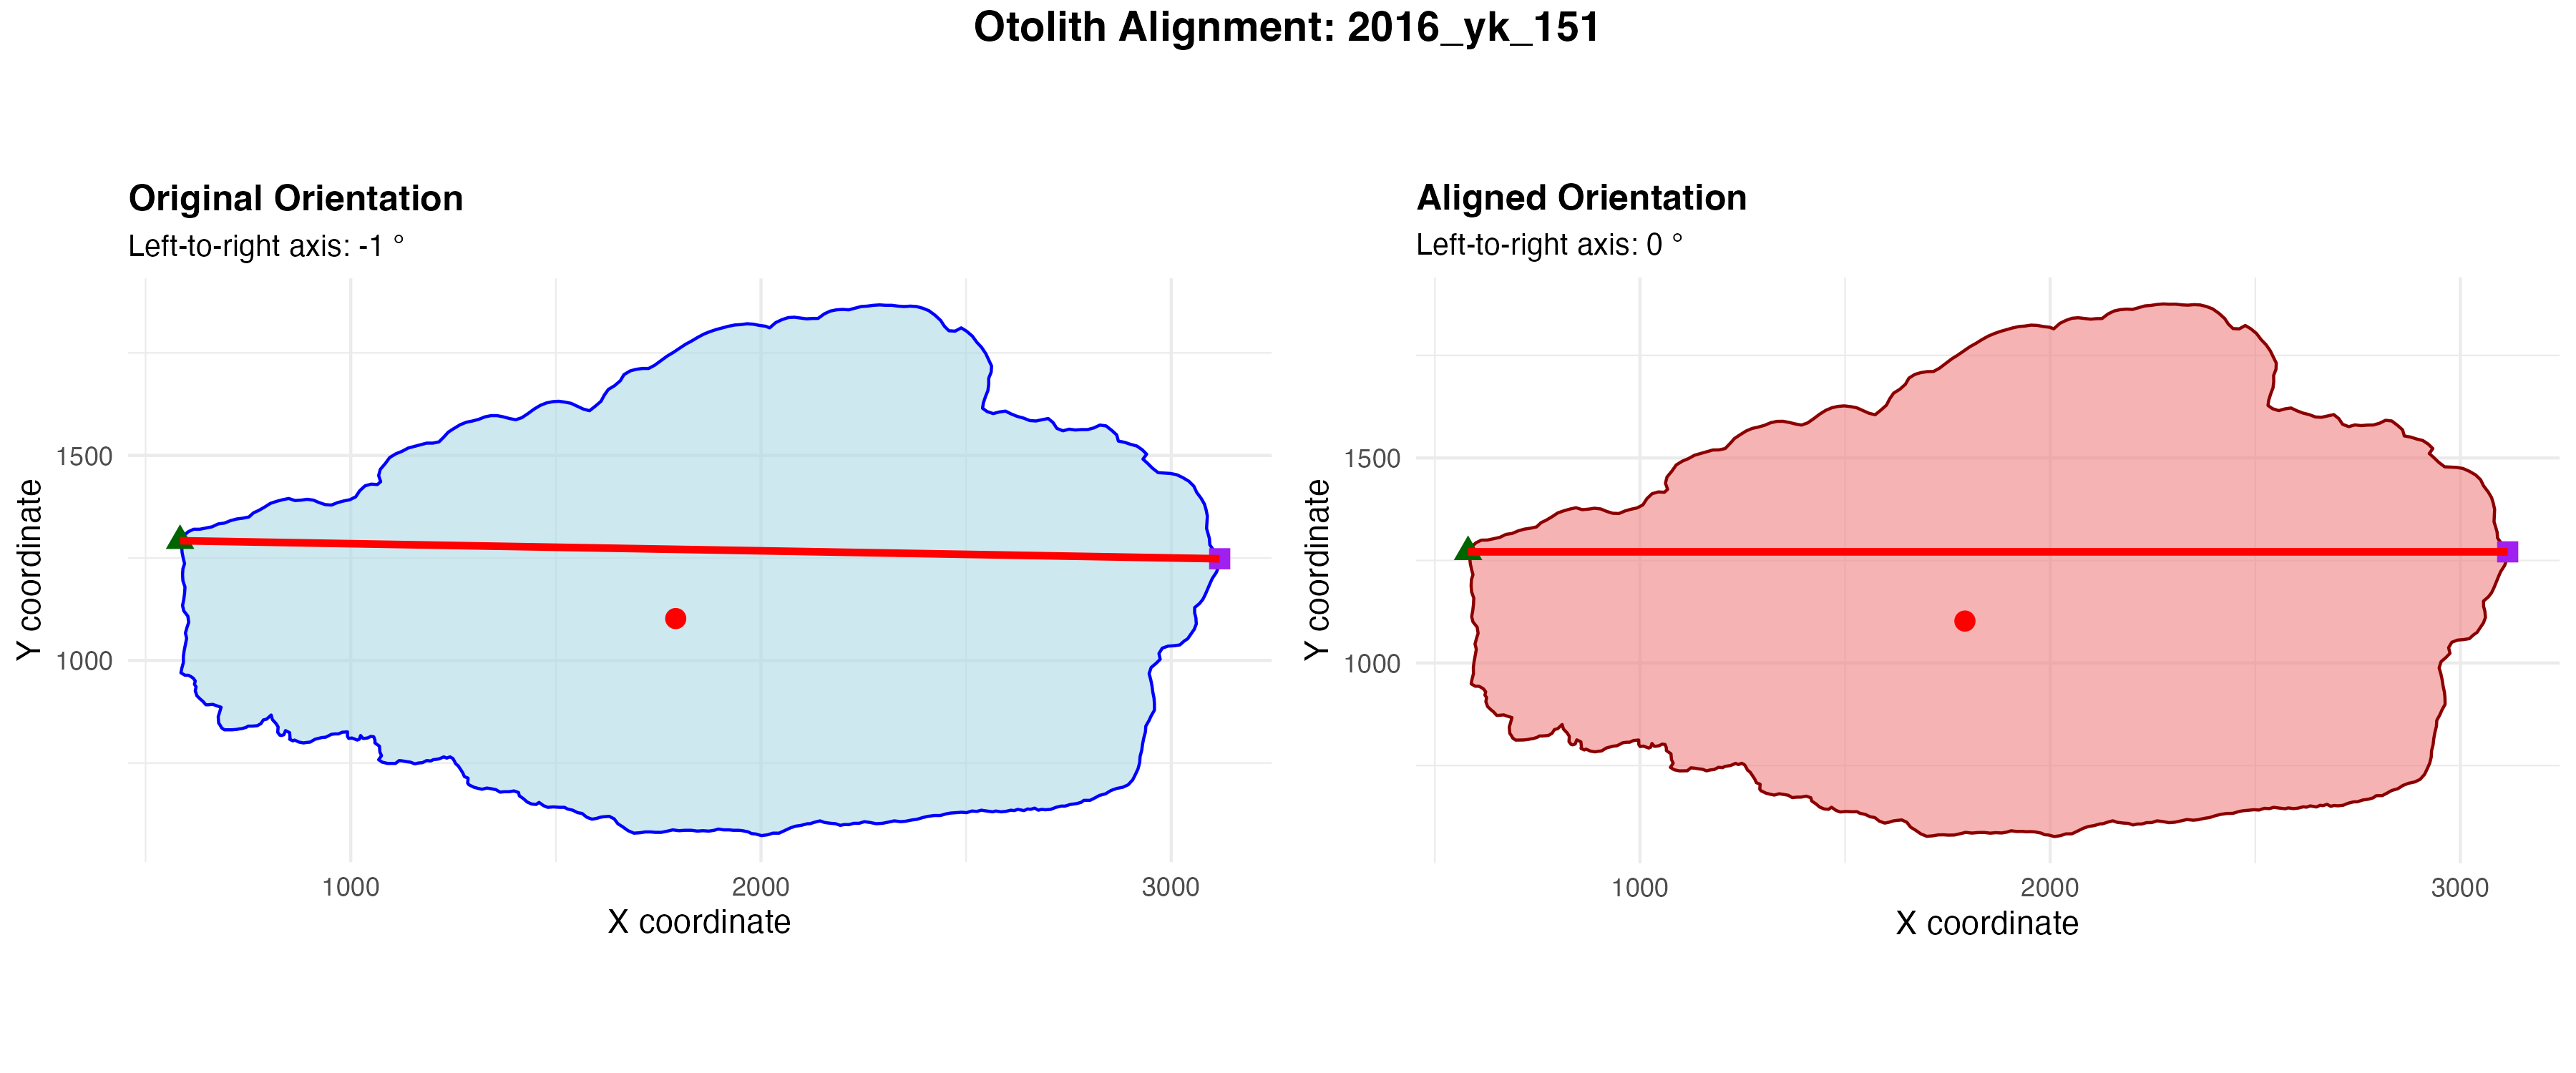 Otolith Alignment: 2016_yk_151
Original Orientation
Left-to-right axis: -1 °
1500
1000
Y coordinate
1000
2000
3000
X coordinate
Aligned Orientation
Left-to-right axis: 0 °
1500
1000
Y coordinate
1000
2000
3000
X coordinate